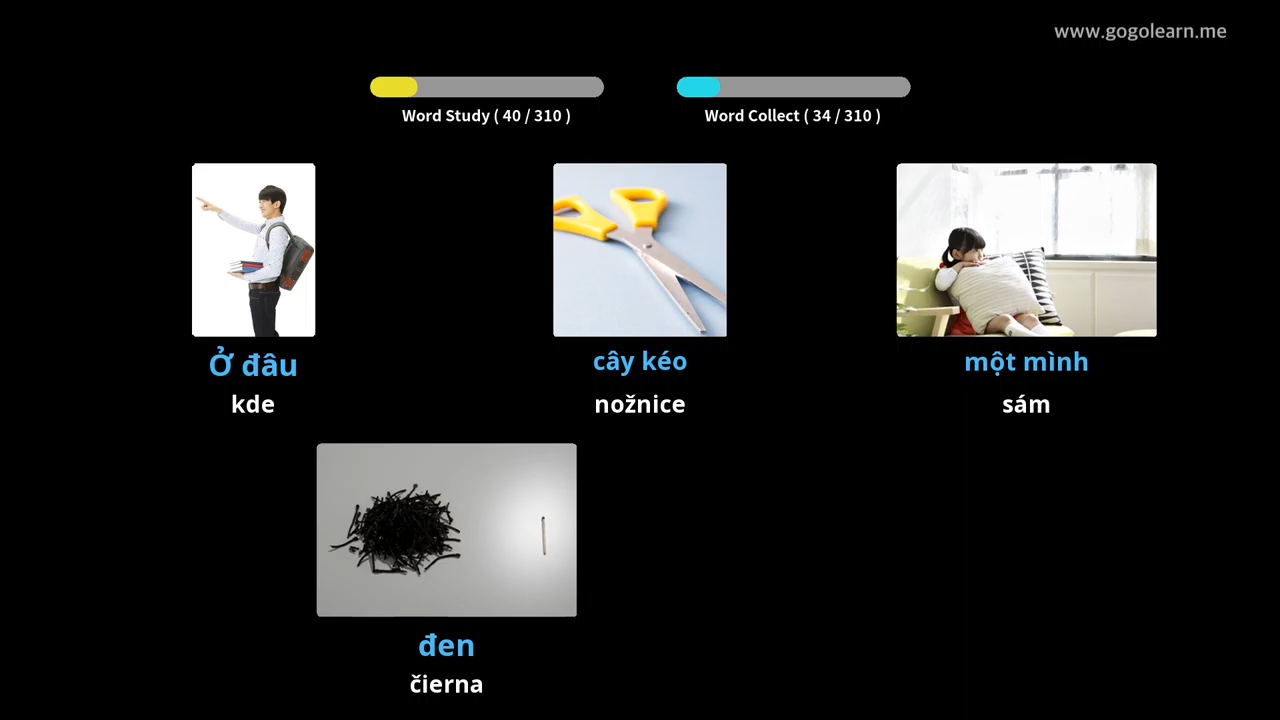 www.gogolearn.me
Word Study ( 40 / 310 )
Word Collect ( 34 / 310 )
Ở đâu
kde
cây kéo
nožnice
một mình
sám
đen
čierna